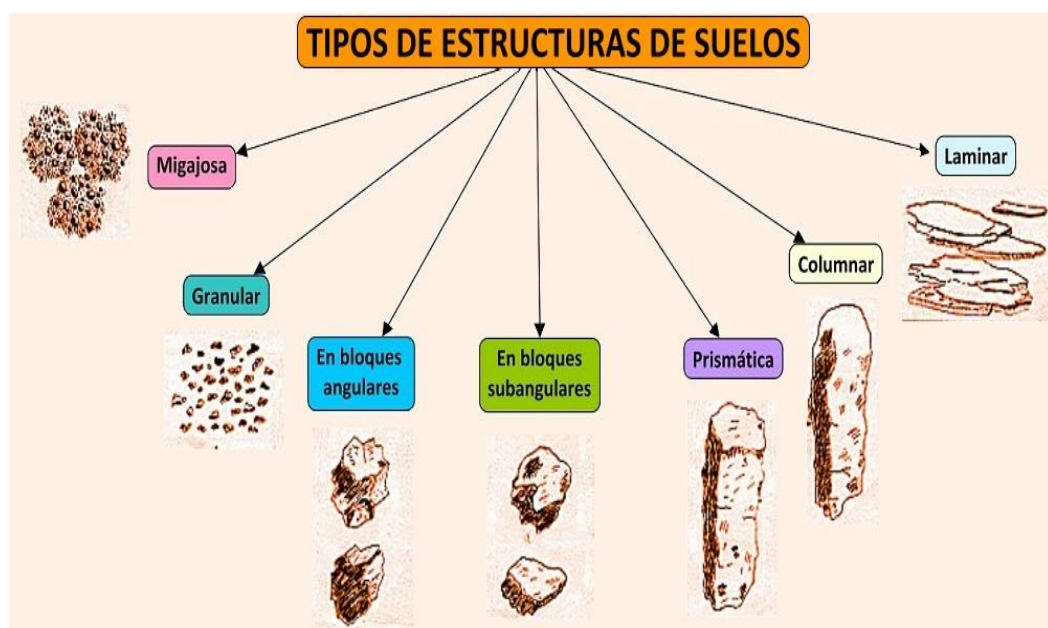 TIPOS DE ESTRUCTURAS DE SUELOS
Migajosa
Granular
En bloques
angulares
En bloques
subangulares
Prismática
Columnar
Laminar